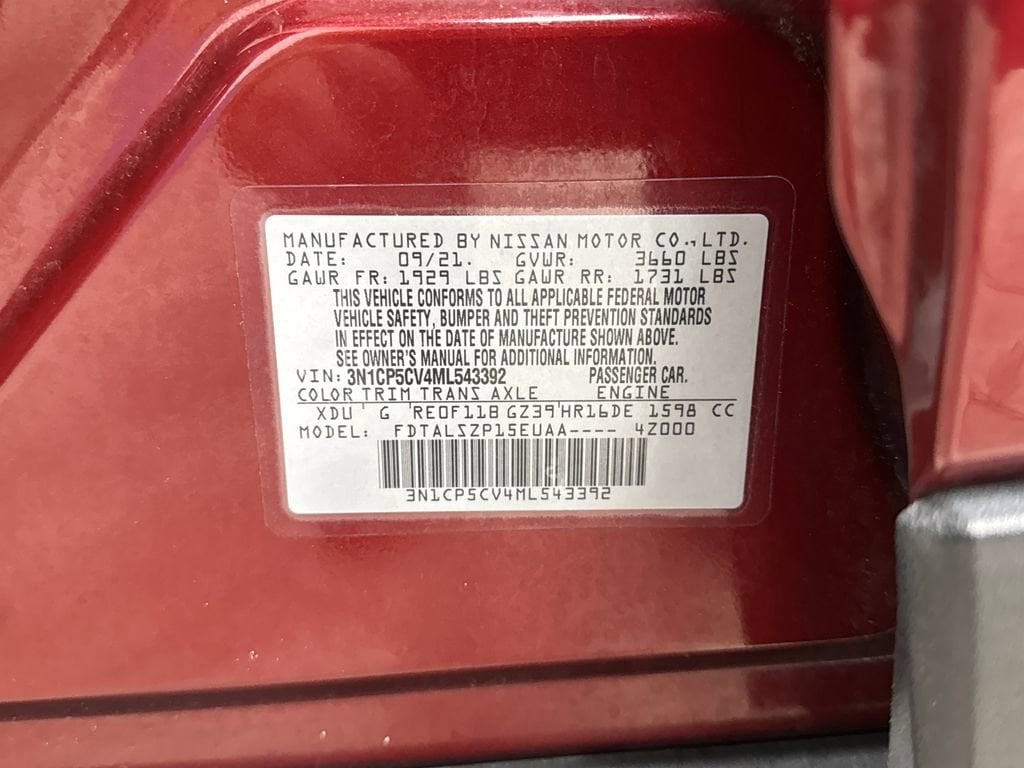 MANUFACTURED BY NISSAN MOTOR CO., LTD.
DATE: 09/21. GVWR: 3660 LBS
GAWR FR: 1929 LBS GAWR RR: 1731 LBS
THIS VEHICLE CONFORMS TO ALL APPLICABLE FEDERAL MOTOR
VEHICLE SAFETY, BUMPER AND THEFT PREVENTION STANDARDS
IN EFFECT ON THE DATE OF MANUFACTURE SHOWN ABOVE.
SEE OWNER'S MANUAL FOR ADDITIONAL INFORMATION.
VIN: 3N1CP5CV4ML543392 PASSENGER CAR.
COLOR TRIM TRANS AXLE ENGINE
XDU G RE0F11B GZ39 HR16DE 1598 CC
MODEL: FDTALSZP15EUAA---- 4Z000
3N1CP5CV4ML543392